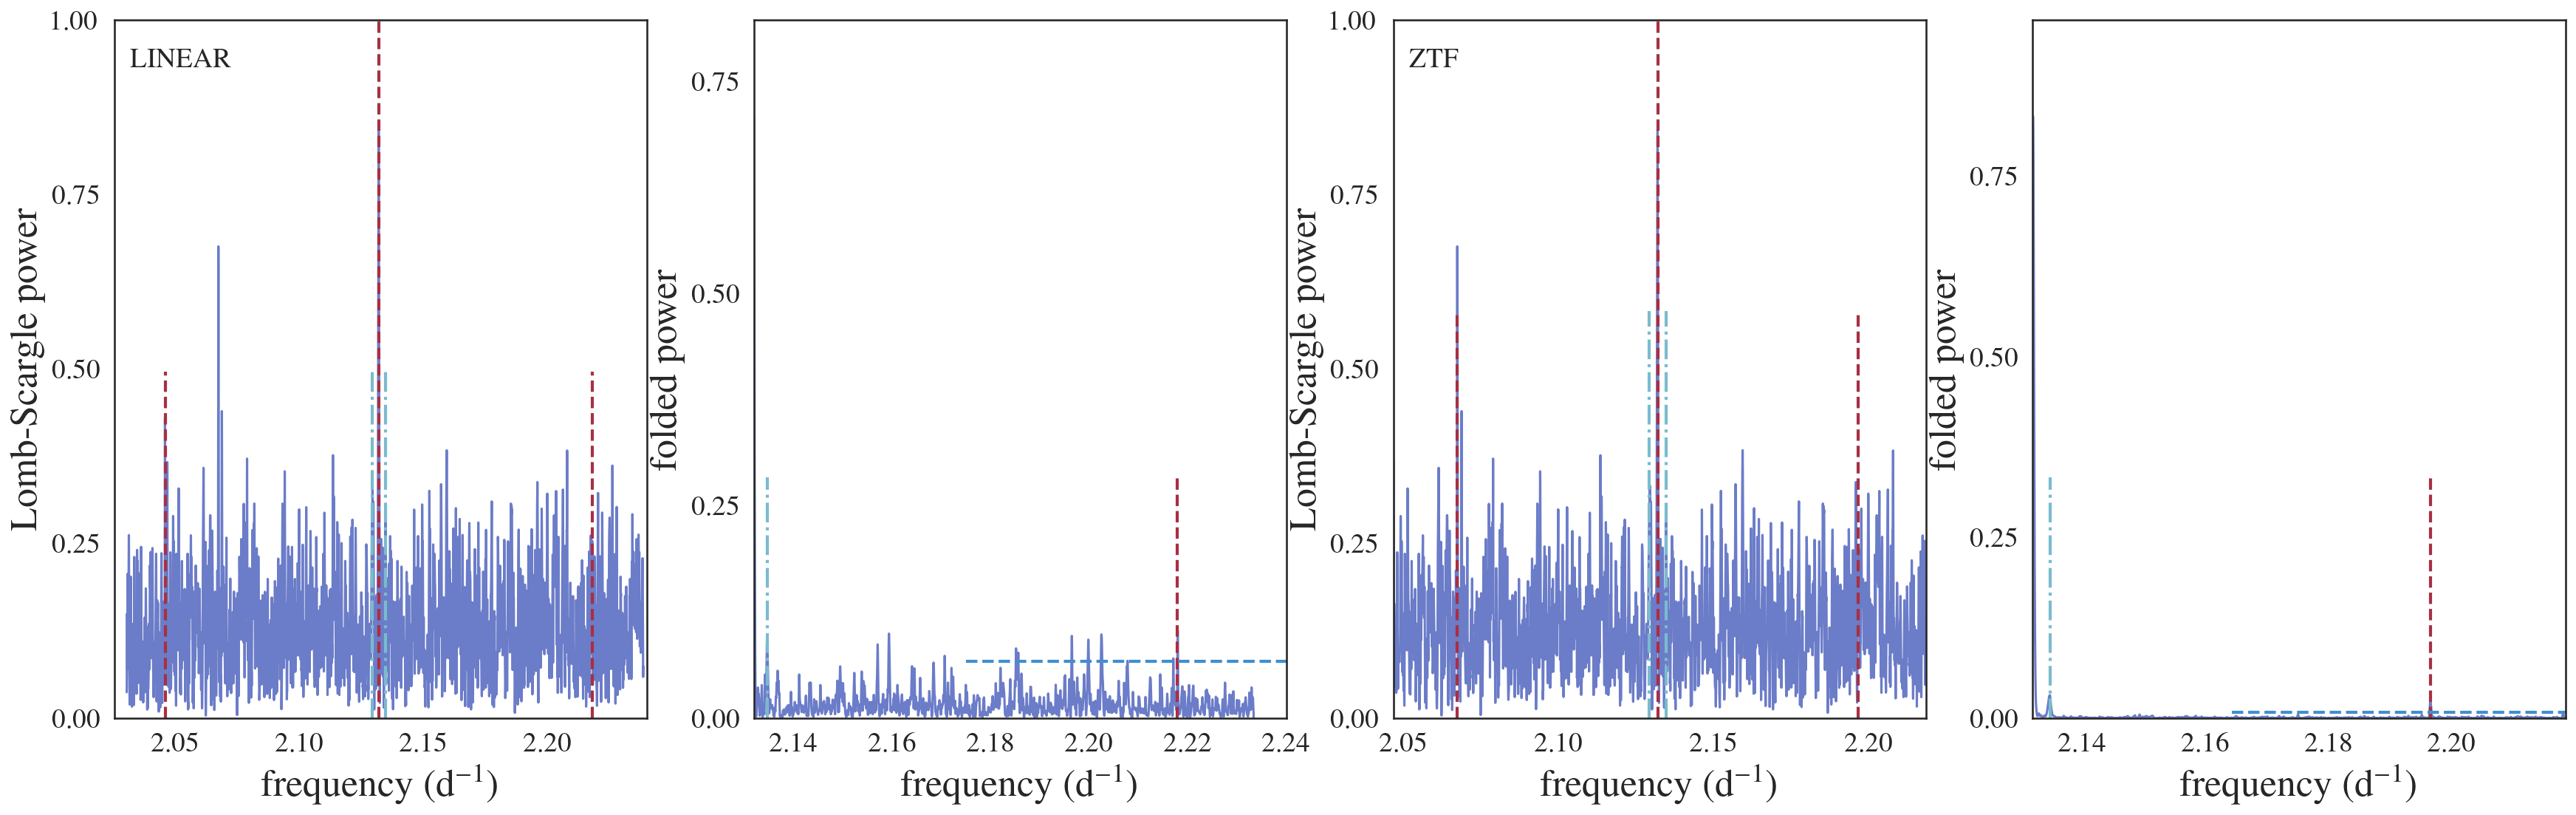 LINEAR
Lomb-Scargle power
1.00
0.75
0.50
0.25
0.00
2.05 2.10 2.15 2.20
frequency (d⁻¹)
folded power
0.75
0.50
0.25
0.00
2.14 2.16 2.18 2.20 2.22 2.24
frequency (d⁻¹)
ZTF
Lomb-Scargle power
1.00
0.75
0.50
0.25
0.00
2.05 2.10 2.15 2.20
frequency (d⁻¹)
folded power
0.75
0.50
0.25
0.00
2.14 2.16 2.18 2.20
frequency (d⁻¹)